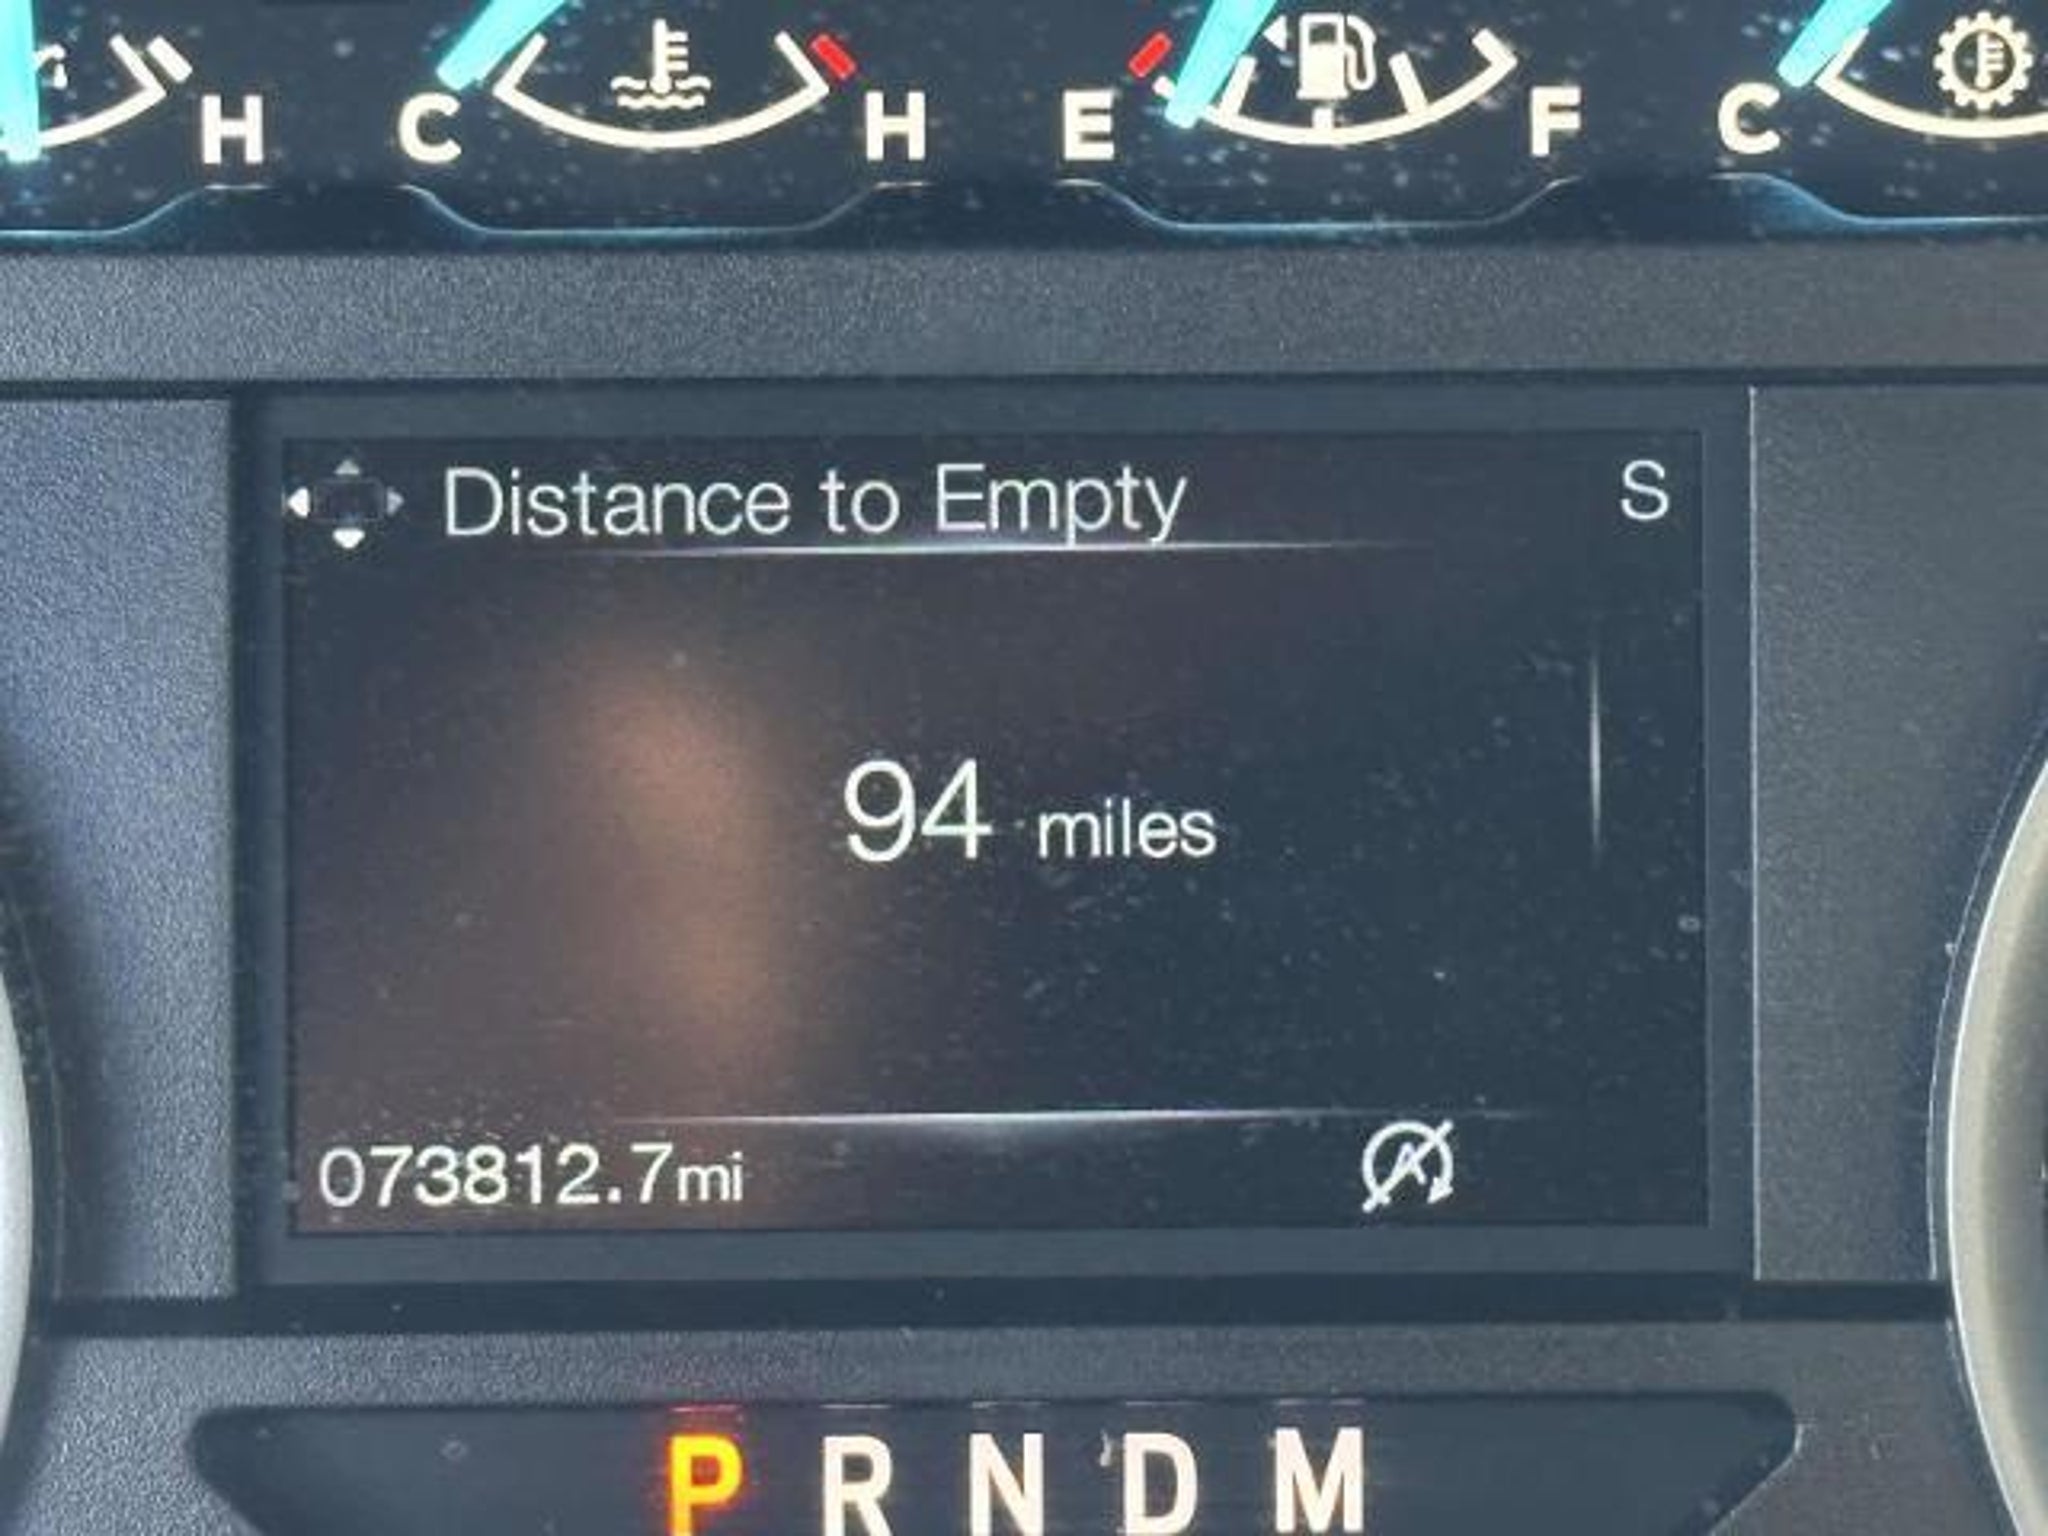 H C H E F C
Distance to Empty S
94 miles
073812.7mi
P R N D M